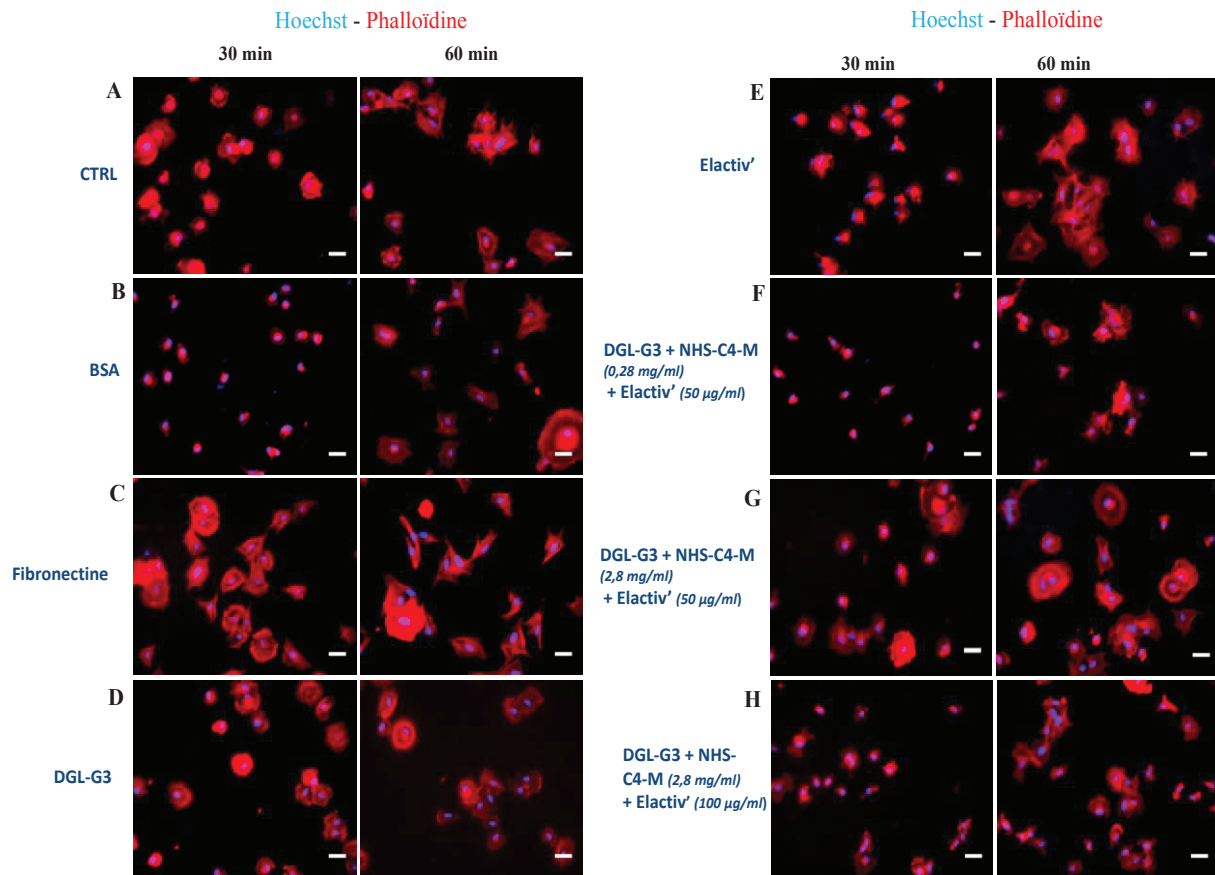 Hoechst - Phalloïdine
30 min
60 min
A
CTRL
B
BSA
C
Fibronectine
D
DGL-G3
Hoechst - Phalloïdine
30 min
60 min
E
Elactiv’
F
DGL-G3 + NHS-C4-M
(0,28 mg/ml)
+ Elactiv’ (50 µg/ml)
G
DGL-G3 + NHS-C4-M
(2,8 mg/ml)
+ Elactiv’ (50 µg/ml)
H
DGL-G3 + NHS-
C4-M (2,8 mg/ml)
+ Elactiv’ (100 µg/ml)